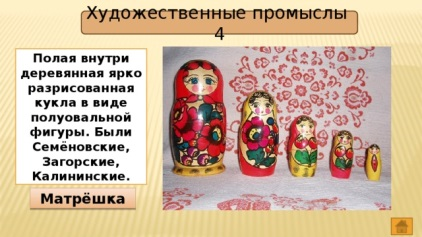 Художественные промыслы
4
Полая внутри
деревянная ярко
разрисованная
кукла в виде
полуовальной
фигуры. Были
Семёновские,
Загорские,
Калининские.
Матрёшка